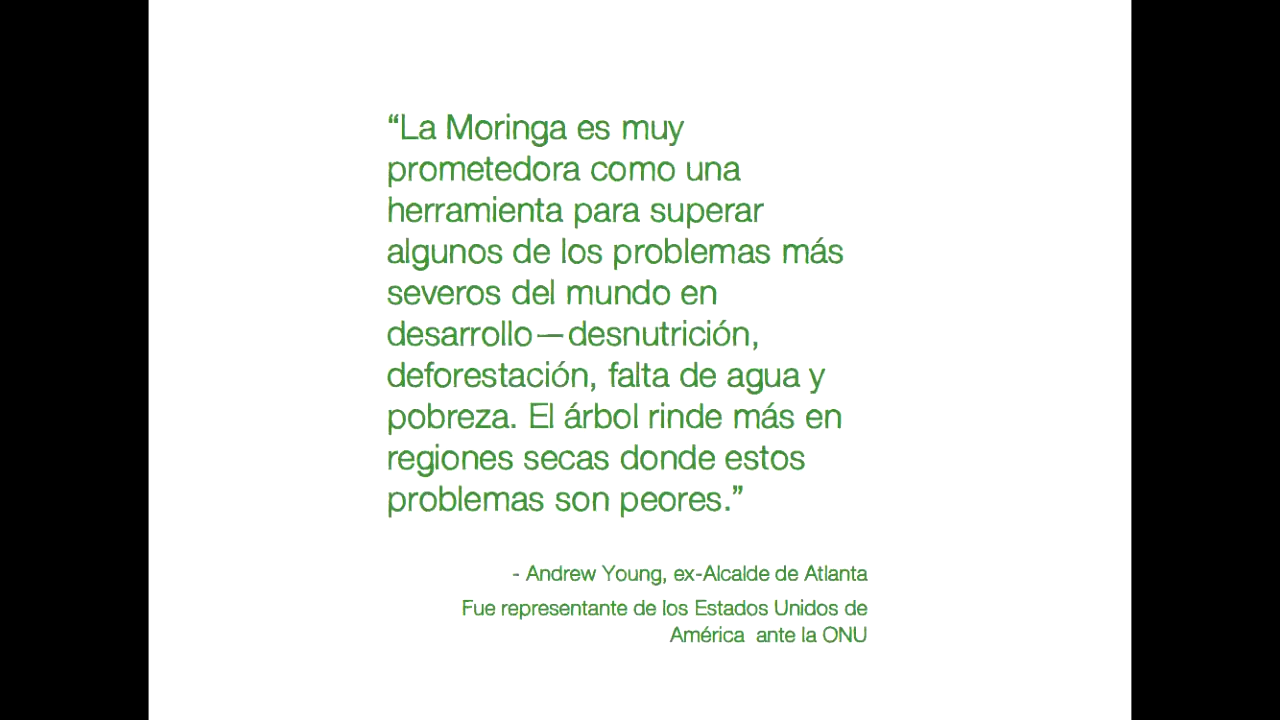 “La Moringa es muy
prometedora como una
herramienta para superar
algunos de los problemas más
severos del mundo en
desarrollo—desnutrición,
deforestación, falta de agua y
pobreza. El árbol rinde más en
regiones secas donde estos
problemas son peores.”
- Andrew Young, ex-Alcalde de Atlanta
Fue representante de los Estados Unidos de
América  ante la ONU